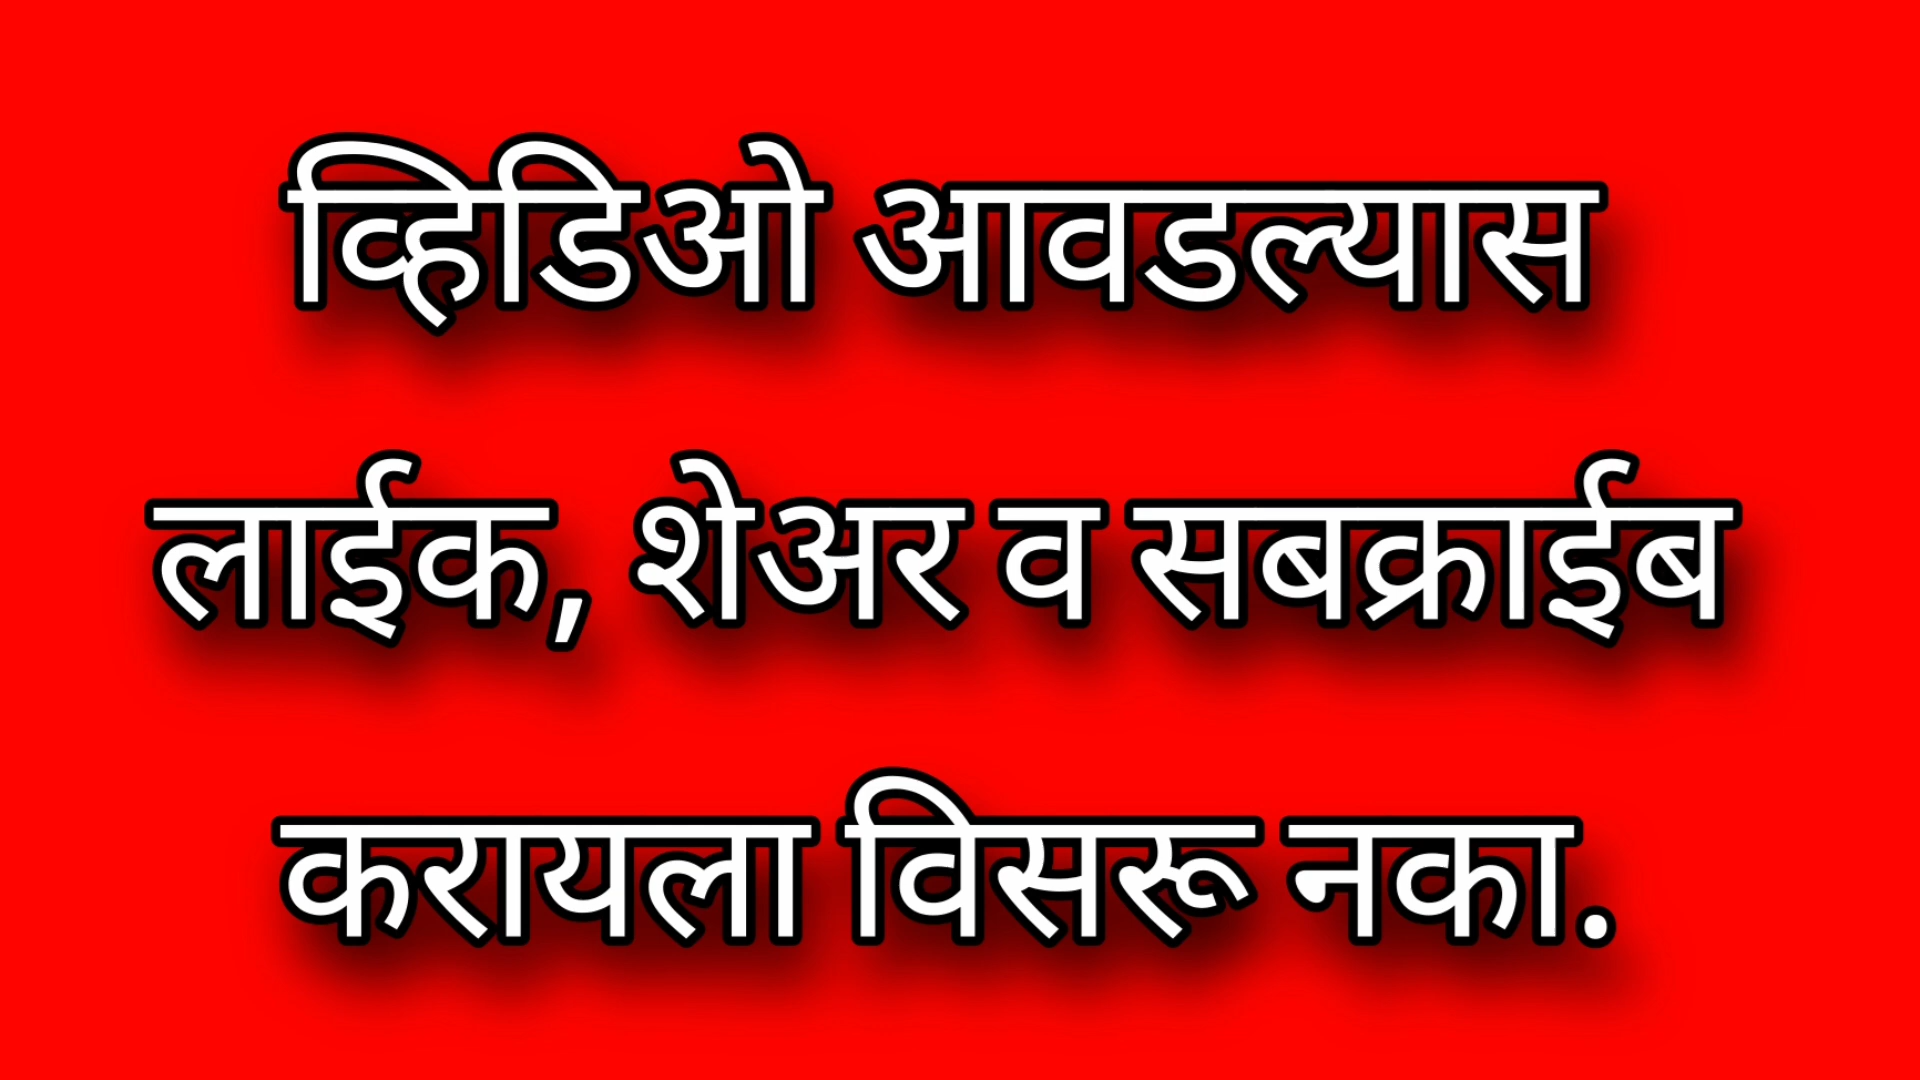 व्हिडिओ आवडल्यास
लाईक, शेअर व सबक्राईब
करायला विसरू नका.